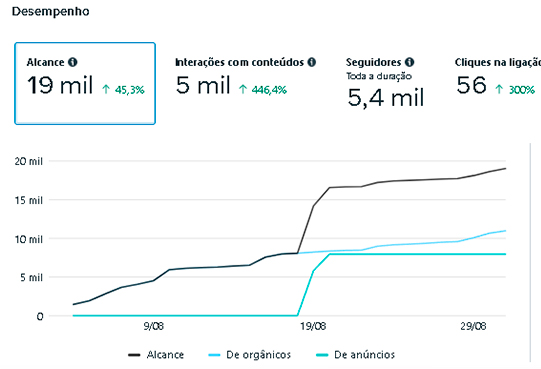 Desempenho
Alcance
19 mil ↑ 45,3%
Interações com conteúdos
5 mil ↑ 446,4%
Seguidores
Toda a duração
5,4 mil
Cliques na ligaçã
56 ↑ 300%
20 mil
15 mil
10 mil
5 mil
0
9/08 19/08 29/08
Alcance De orgânicos De anúncios